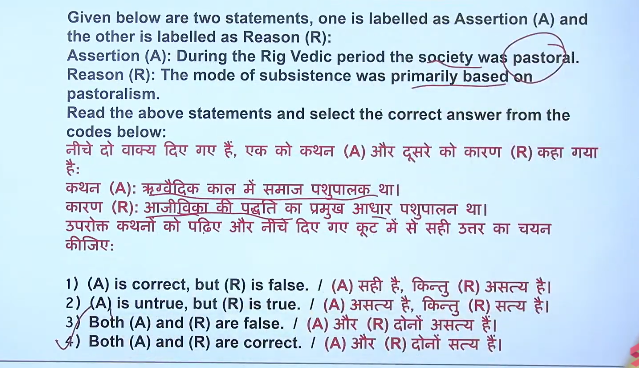 Given below are two statements, one is labelled as Assertion (A) and
the other is labelled as Reason (R):
Assertion (A): During the Rig Vedic period the society was pastoral.
Reason (R): The mode of subsistence was primarily based on
pastoralism.
Read the above statements and select the correct answer from the
codes below:
नीचे दो वाक्य दिए गए हैं, एक को कथन (A) और दूसरे को कारण (R) कहा गया
है:
कथन (A): ऋग्वैदिक काल में समाज पशुपालक था।
कारण (R): आजीविका की पद्धति का प्रमुख आधार पशुपालन था।
उपरोक्त कथनों को पढ़िए और नीचे दिए गए कूट में से सही उत्तर का चयन
कीजिए:
1) (A) is correct, but (R) is false. / (A) सही है, किन्तु (R) असत्य है।
2) (A) is untrue, but (R) is true. / (A) असत्य है, किन्तु (R) सत्य है।
3) Both (A) and (R) are false. / (A) और (R) दोनों असत्य हैं।
4) Both (A) and (R) are correct. / (A) और (R) दोनों सत्य हैं।